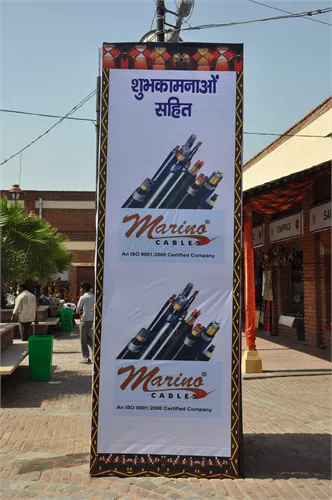 शुभकामनाओं
सहित
Marino®
CABLES
An ISO 9001:2000 Certified Company
Marino®
CABLES
An ISO 9001:2000 Certified Company